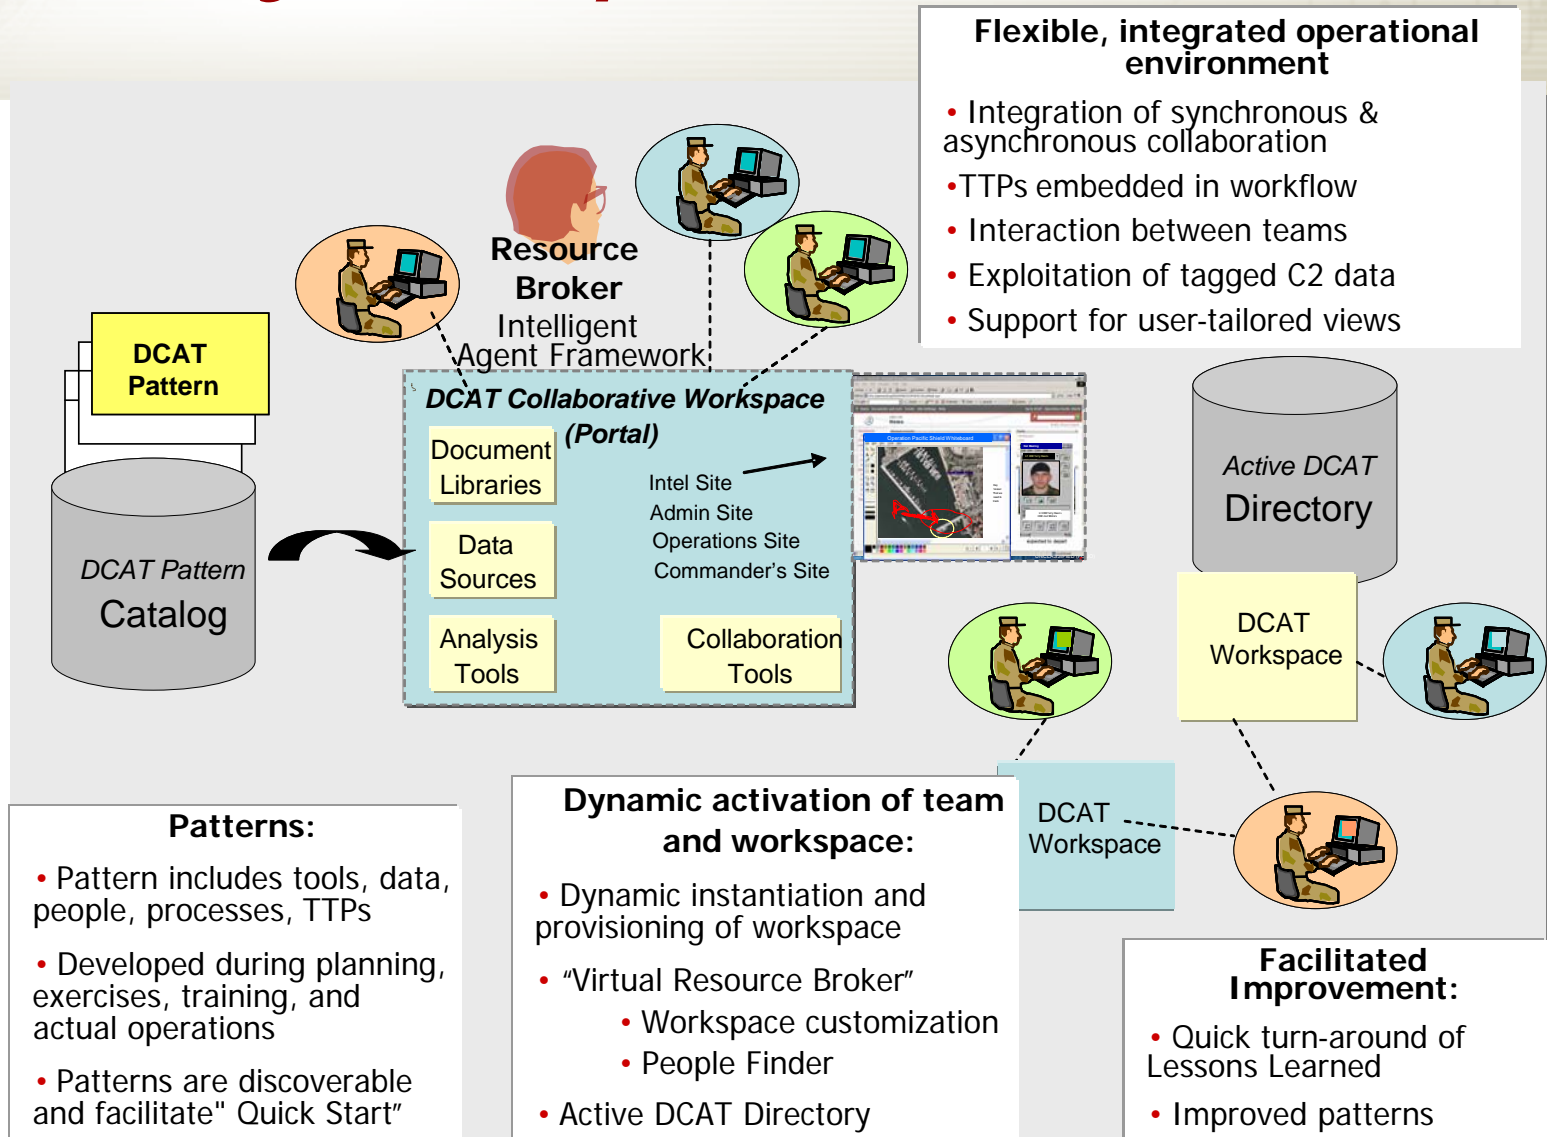 Flexible, integrated operational
environment
• Integration of synchronous &
asynchronous collaboration
•TTPs embedded in workflow
• Interaction between teams
• Exploitation of tagged C2 data
• Support for user-tailored views
Resource
Broker
Intelligent
Agent Framework
DCAT
Pattern
DCAT Pattern
Catalog
DCAT Collaborative Workspace
(Portal)
Document
Libraries
Data
Sources
Analysis
Tools
Intel Site
Admin Site
Operations Site
Commander’s Site
Collaboration
Tools
Operation Pacific Shield Whiteboard
Active DCAT
Directory
DCAT
Workspace
DCAT
Workspace
Patterns:
• Pattern includes tools, data,
people, processes, TTPs
• Developed during planning,
exercises, training, and
actual operations
• Patterns are discoverable
and facilitate" Quick Start”
Dynamic activation of team
and workspace:
• Dynamic instantiation and
provisioning of workspace
• “Virtual Resource Broker”
• Workspace customization
• People Finder
• Active DCAT Directory
Facilitated
Improvement:
• Quick turn-around of
Lessons Learned
• Improved patterns